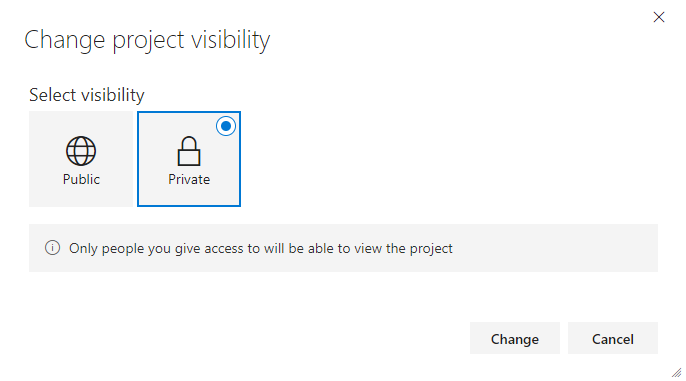 Change project visibility
Select visibility
Public
Private
Only people you give access to will be able to view the project
Change
Cancel